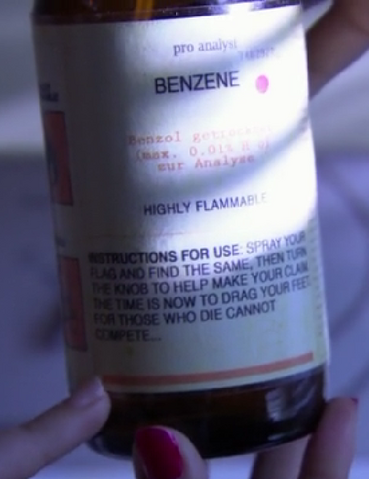 pro analysi
BENZENE
Benzol getrocknet
(max. 0.01% H
zur Analyse
HIGHLY FLAMMABLE
INSTRUCTIONS FOR USE: SPRAY YOUR
FLAG AND FIND THE SAME, THEN TURN
THE KNOB TO HELP MAKE YOUR CLAIM.
THE TIME IS NOW TO DRAG YOUR FEET
FOR THOSE WHO DIE CANNOT
COMPETE...